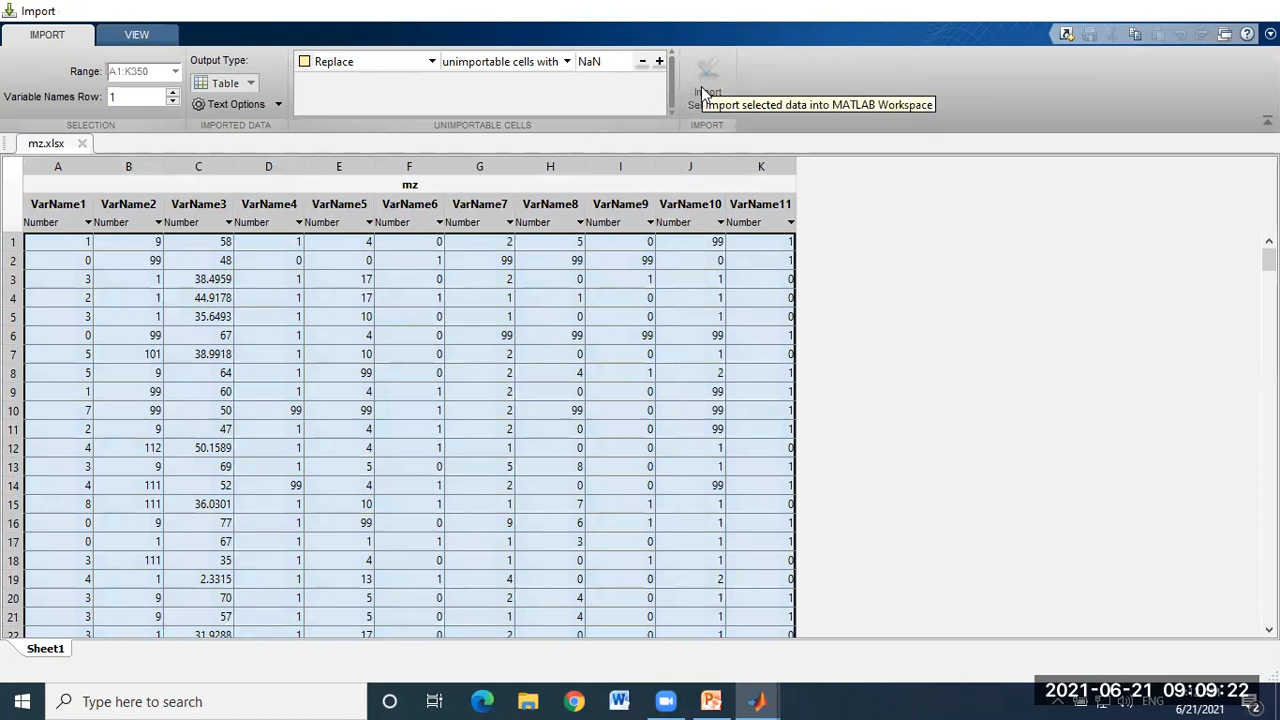 Import
IMPORT VIEW
Range: A1:K350
Variable Names Row: 1
SELECTION
Output Type:
Table
Text Options
IMPORTED DATA
Replace unimportable cells with NaN
UNIMPORTABLE CELLS
Import
Import selected data into MATLAB Workspace
IMPORT
mz.xlsx
A B C D E F G H I J K
mz
VarName1 VarName2 VarName3 VarName4 VarName5 VarName6 VarName7 VarName8 VarName9 VarName10 VarName11
Number Number Number Number Number Number Number Number Number Number Number
1 1 9 58 1 4 0 2 5 0 99 1
2 0 99 48 0 0 1 99 99 99 0 1
3 3 1 38.4959 1 17 0 2 0 1 1 0
4 2 1 44.9178 1 17 1 1 1 0 1 0
5 3 1 35.6493 1 10 0 1 0 0 1 0
6 0 99 67 1 4 0 99 99 99 99 1
7 5 101 38.9918 1 10 0 2 0 0 1 0
8 5 9 64 1 99 0 2 4 1 2 1
9 1 99 60 1 4 1 2 0 0 99 1
10 7 99 50 99 99 1 2 99 0 99 1
11 2 9 47 1 4 1 2 0 0 99 1
12 4 112 50.1589 1 4 1 1 0 0 1 0
13 3 9 69 1 5 0 5 8 0 1 1
14 4 111 52 99 4 1 2 0 0 99 1
15 8 111 36.0301 1 10 1 1 7 1 1 0
16 0 9 77 1 99 0 9 6 1 1 1
17 0 1 67 1 1 1 1 3 0 1 1
18 3 111 35 1 4 0 1 0 1 1 0
19 4 1 2.3315 1 13 1 4 0 0 2 0
20 3 9 70 1 5 0 2 4 0 1 1
21 3 9 57 1 5 0 1 4 0 1 1
22 3 1 31.9288 1 17 0 2 0 0 1 0
Sheet1
Type here to search
ENG
2021-06-21 09:09:22
6/21/2021
2